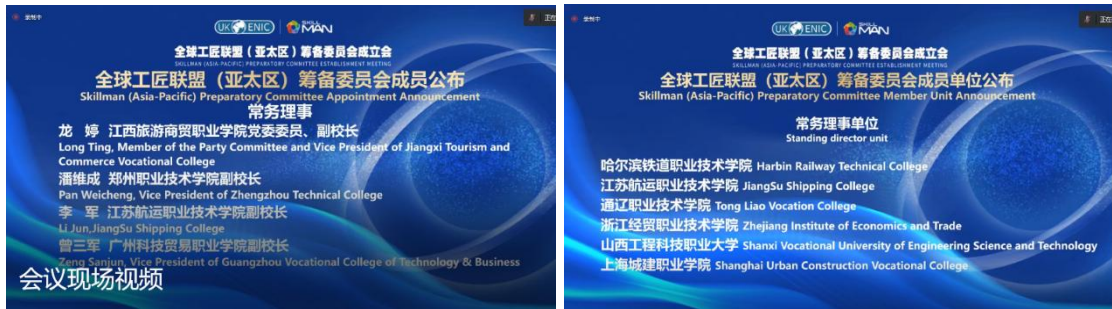 录制中
UK ENIC
SKILL MAN
全球工匠联盟（亚太区）筹备委员会成立会
SKILLMAN (ASIA-PACIFIC) PREPARATORY COMMITTEE ESTABLISHMENT MEETING
全球工匠联盟（亚太区）筹备委员会成员公布
Skillman (Asia-Pacific) Preparatory Committee Appointment Announcement
常务理事
龙 婷 江西旅游商贸职业学院党委委员、副校长
Long Ting, Member of the Party Committee and Vice President of Jiangxi Tourism and
Commerce Vocational College
潘维成 郑州职业技术学院副校长
Pan Weicheng, Vice President of Zhengzhou Technical College
李 军 江苏航运职业技术学院副校长
Li Jun,JiangSu Shipping College
曾三军 广州科技贸易职业学院副校长
Zeng Sanjun, Vice President of Guangzhou Vocational College of Technology & Business
会议现场视频
正在
录制中
UK ENIC
SKILL MAN
全球工匠联盟（亚太区）筹备委员会成立会
SKILLMAN (ASIA-PACIFIC) PREPARATORY COMMITTEE ESTABLISHMENT MEETING
全球工匠联盟（亚太区）筹备委员会成员单位公布
Skillman (Asia-Pacific) Preparatory Committee Member Unit Announcement
常务理事单位
Standing director unit
哈尔滨铁道职业技术学院 Harbin Railway Technical College
江苏航运职业技术学院 JiangSu Shipping College
通辽职业技术学院 Tong Liao Vocation College
浙江经贸职业技术学院 Zhejiang Institute of Economics and Trade
山西工程科技职业大学 Shanxi Vocational University of Engineering Science and Technology
上海城建职业学院 Shanghai Urban Construction Vocational College